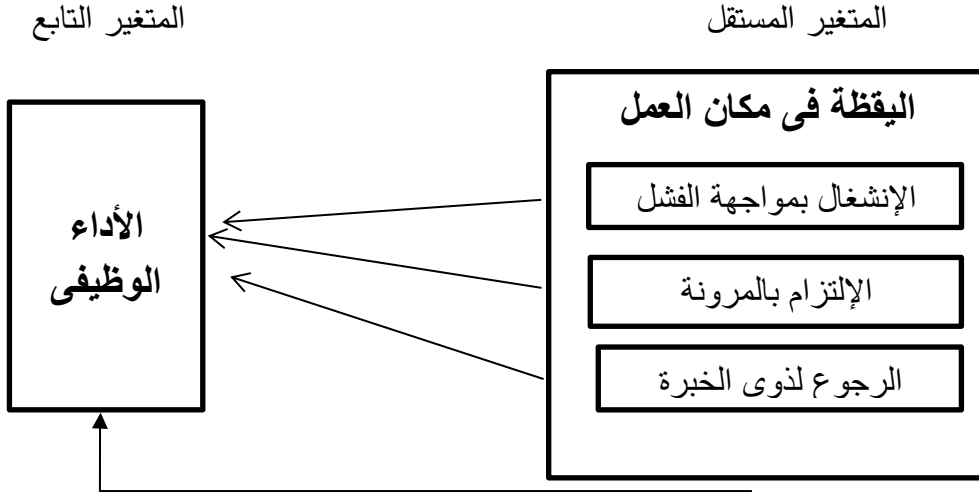 المتغير المستقل
المتغير التابع
اليقظة فى مكان العمل
الإنشغال بمواجهة الفشل
الإلتزام بالمرونة
الرجوع لذوى الخبرة
الأداء
الوظيفى